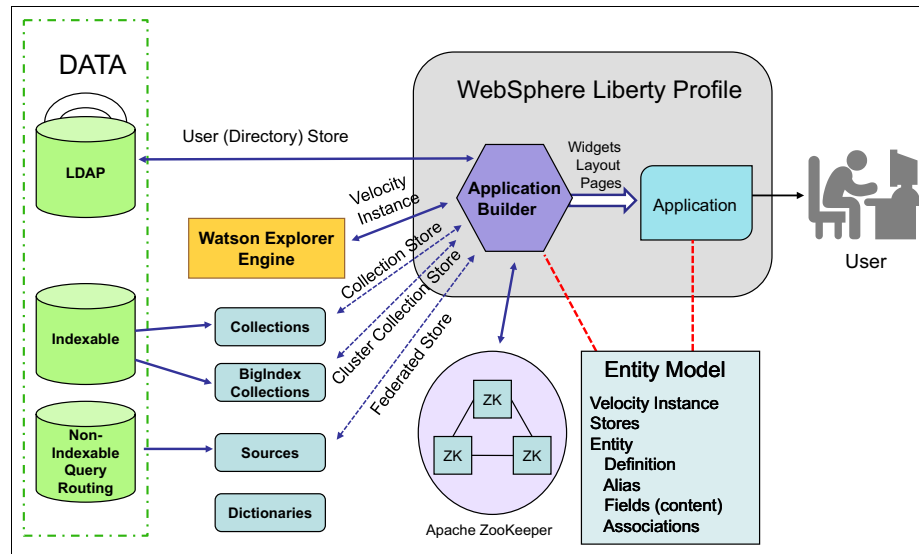 DATA
WebSphere Liberty Profile
User (Directory) Store
LDAP
Velocity
Instance
Application
Builder
Widgets
Layout
Pages
Application
User
Watson Explorer
Engine
Collection Store
Cluster Collection Store
Federated Store
Indexable
Collections
BigIndex
Collections
Non-
Indexable
Query
Routing
Sources
Dictionaries
ZK
ZK
ZK
Apache ZooKeeper
Entity Model
Velocity Instance
Stores
Entity
Definition
Alias
Fields (content)
Associations